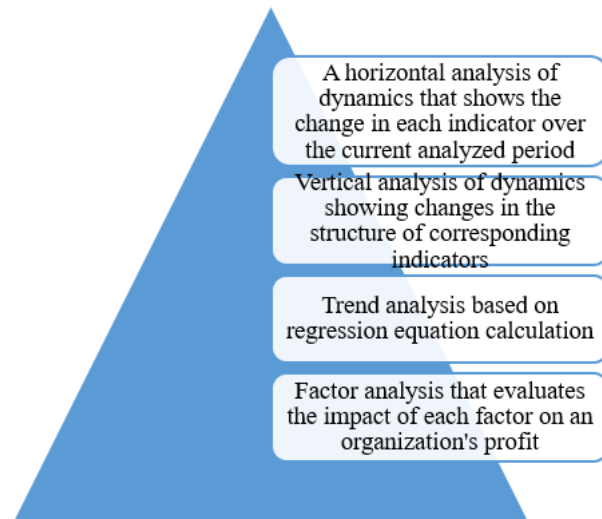 A horizontal analysis of
dynamics that shows the
change in each indicator over
the current analyzed period
Vertical analysis of dynamics
showing changes in the
structure of corresponding
indicators
Trend analysis based on
regression equation calculation
Factor analysis that evaluates
the impact of each factor on an
organization's profit